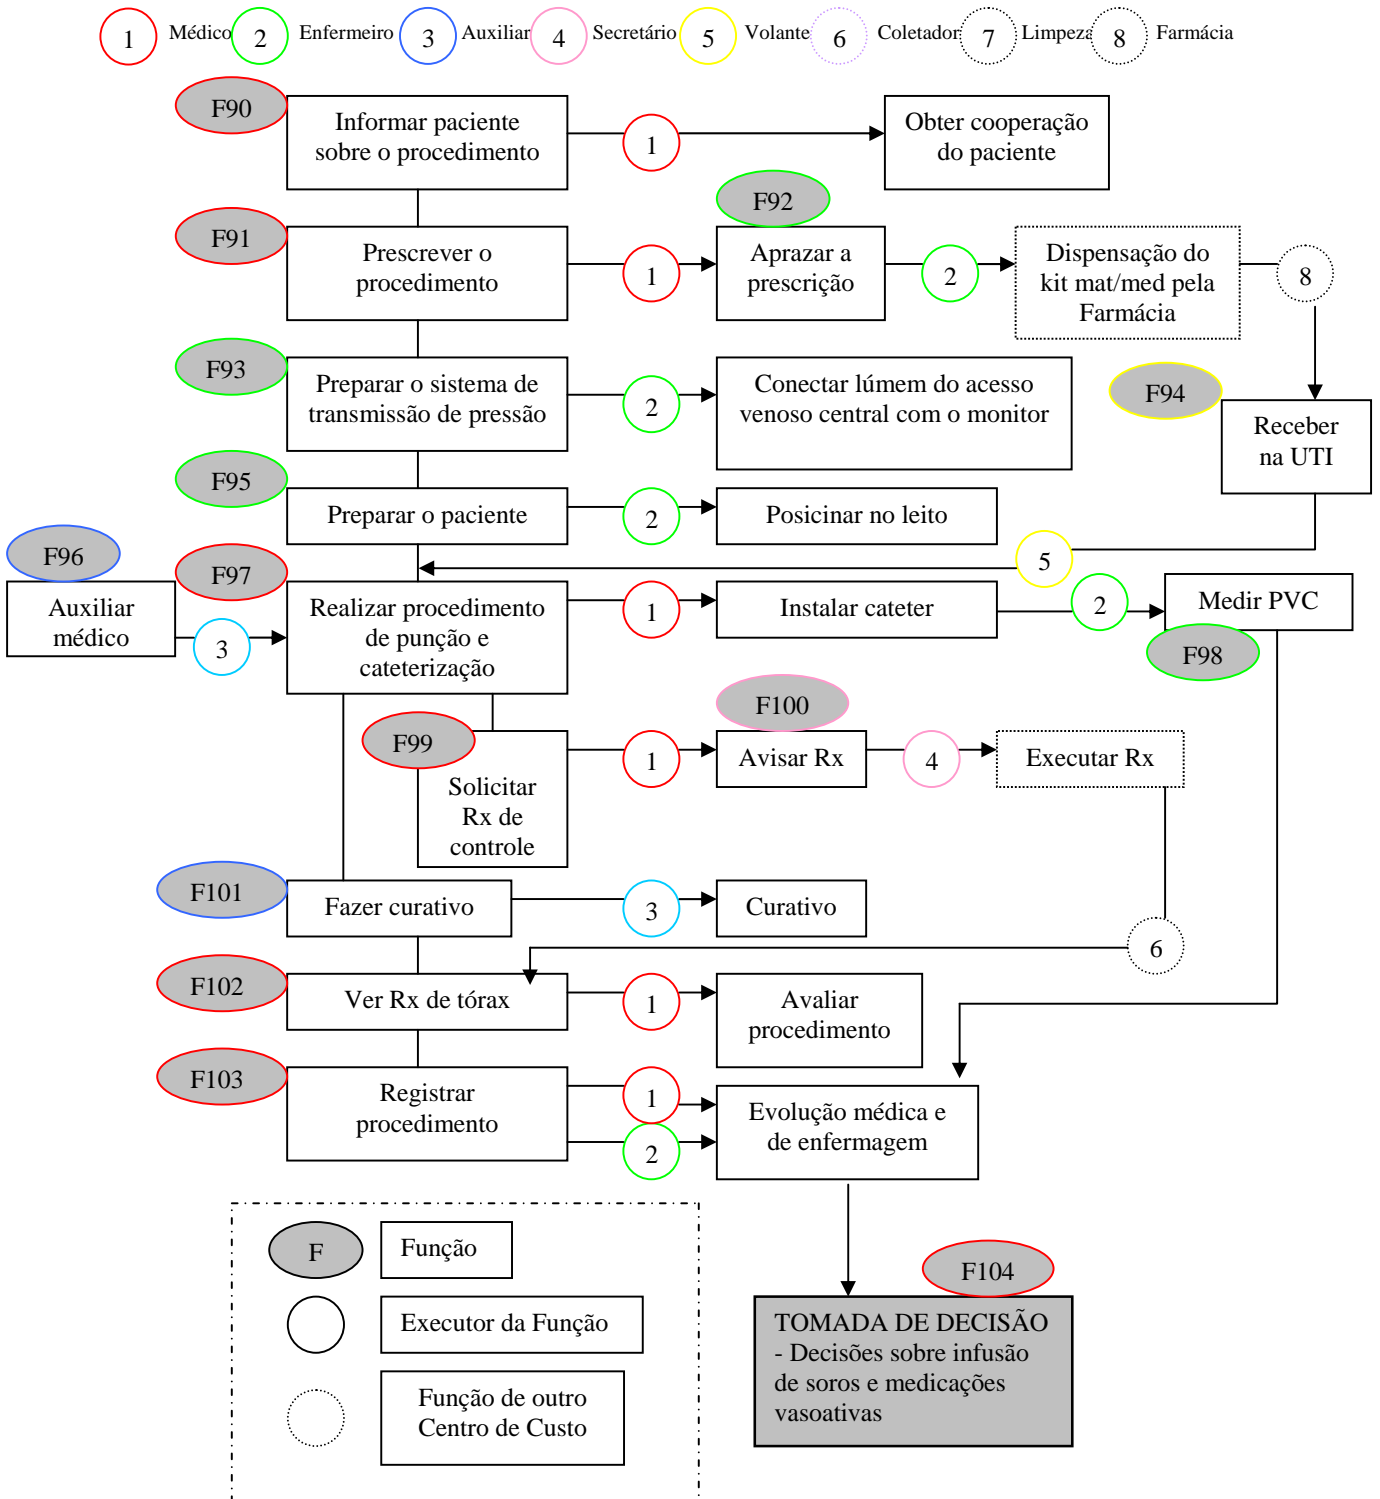 1 Médico 2 Enfermeiro 3 Auxiliar 4 Secretário 5 Volante 6 Coletador 7 Limpeza 8 Farmácia
F90
Informar paciente
sobre o procedimento
1
Obter cooperação
do paciente
F91
Prescrever o
procedimento
1
F92
Aprazar a
prescrição
2
Dispensação do
kit mat/med pela
Farmácia
8
F93
Preparar o sistema de
transmissão de pressão
2
Conectar lúmem do acesso
venoso central com o monitor
F94
Receber
na UTI
F95
Preparar o paciente
2
Posicinar no leito
5
F96
Auxiliar
médico
3
F97
Realizar procedimento
de punção e
cateterização
1
Instalar cateter
2
Medir PVC
F98
F99
Solicitar
Rx de
controle
1
F100
Avisar Rx
4
Executar Rx
F101
Fazer curativo
3
Curativo
6
F102
Ver Rx de tórax
1
Avaliar
procedimento
F103
Registrar
procedimento
1
2
Evolução médica e
de enfermagem
F
Função
Executor da Função
Função de outro
Centro de Custo
F104
TOMADA DE DECISÃO
- Decisões sobre infusão
de soros e medicações
vasoativas